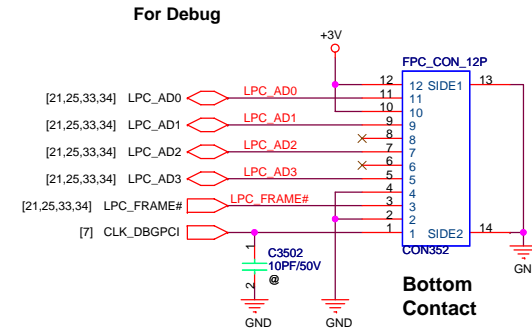 For Debug
+3V
FPC_CON_12P
12 12 SIDE1 13
[21,25,33,34] LPC_AD0 LPC_AD0 11 11
10 10
[21,25,33,34] LPC_AD1 LPC_AD1 9 9
8 8
[21,25,33,34] LPC_AD2 LPC_AD2 7 7
6 6
[21,25,33,34] LPC_AD3 LPC_AD3 5 5
4 4
[21,25,33,34] LPC_FRAME# LPC_FRAME# 3 3
2 2
[7] CLK_DBGPCI 1 1 SIDE2 14
CON352
1 C3502
10PF/50V
@
2
GND
GND
GN
Bottom
Contact